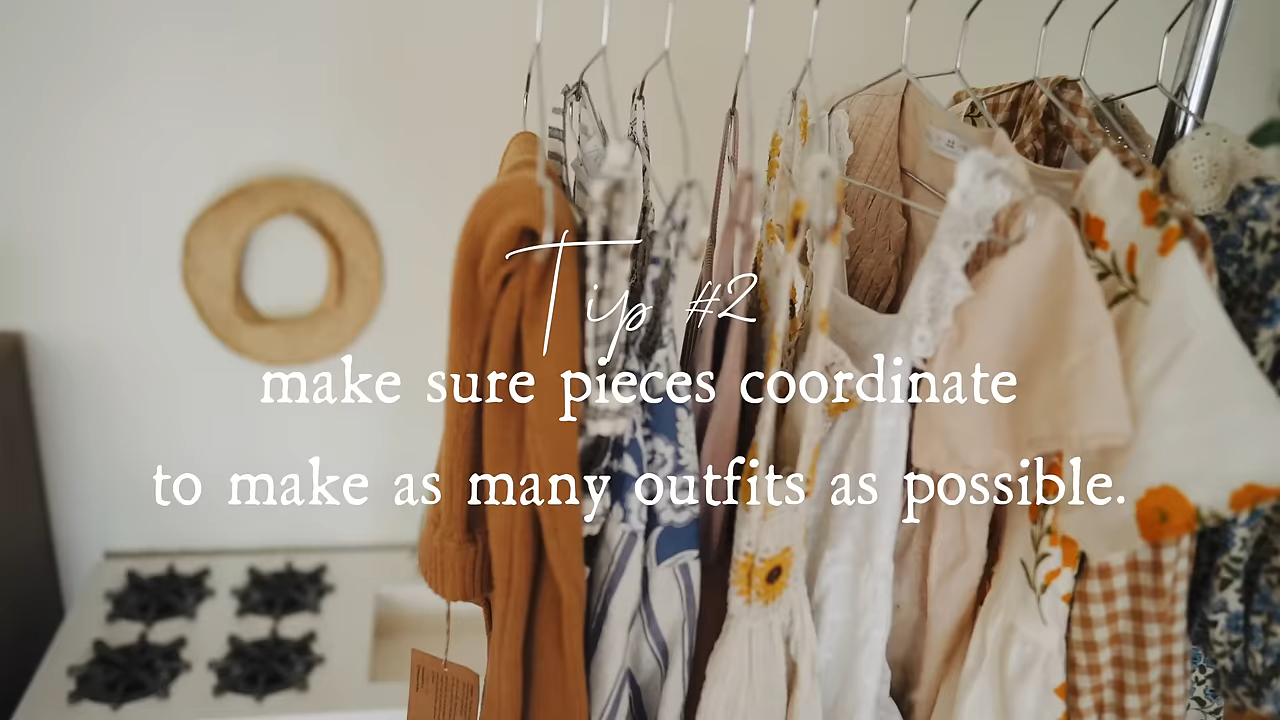 Tip #2
make sure pieces coordinate
to make as many outfits as possible.